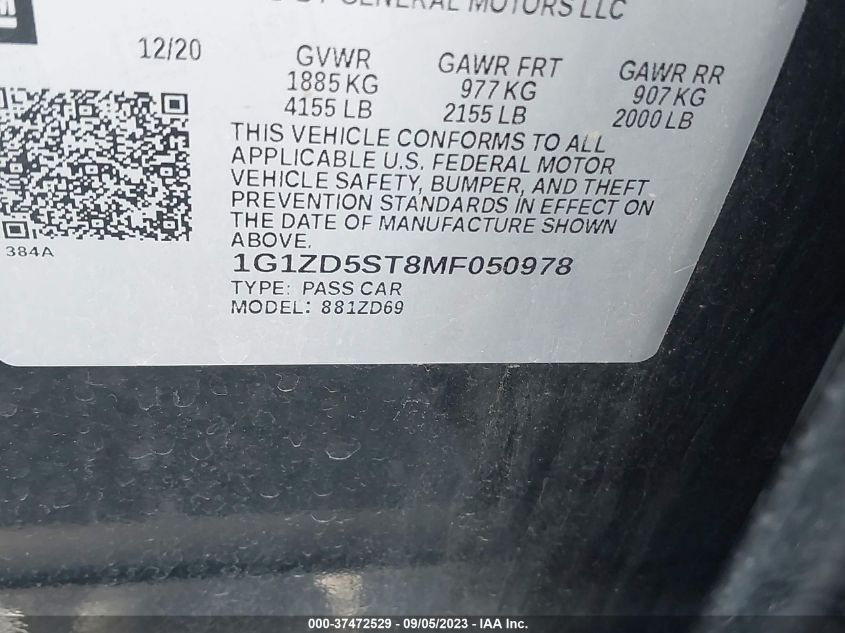 GENERAL MOTORS LLC
12/20
GVWR GAWR FRT GAWR RR
1885 KG 977 KG 907 KG
4155 LB 2155 LB 2000 LB
THIS VEHICLE CONFORMS TO ALL
APPLICABLE U.S. FEDERAL MOTOR
VEHICLE SAFETY, BUMPER, AND THEFT
PREVENTION STANDARDS IN EFFECT ON
THE DATE OF MANUFACTURE SHOWN
ABOVE.
384A
1G1ZD5ST8MF050978
TYPE: PASS CAR
MODEL: 881ZD69
000-37472529 - 09/05/2023 - IAA Inc.